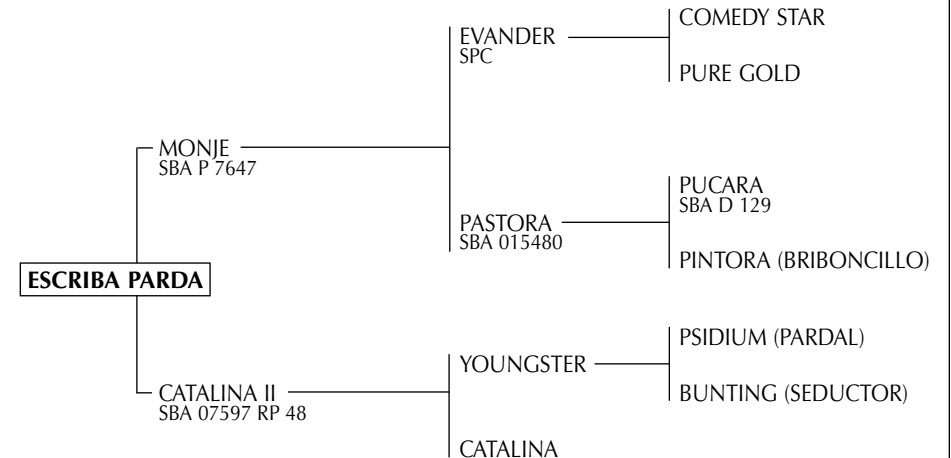 COMEDY STAR
EVANDER
SPC
PURE GOLD
MONJE
SBA P 7647
PUCARA
SBA D 129
PASTORA
SBA 015480
PINTORA (BRIBONCILLO)
ESCRIBA PARDA
PSIDIUM (PARDAL)
YOUNGSTER
CATALINA II
SBA 07597 RP 48
BUNTING (SEDUCTOR)
CATALINA